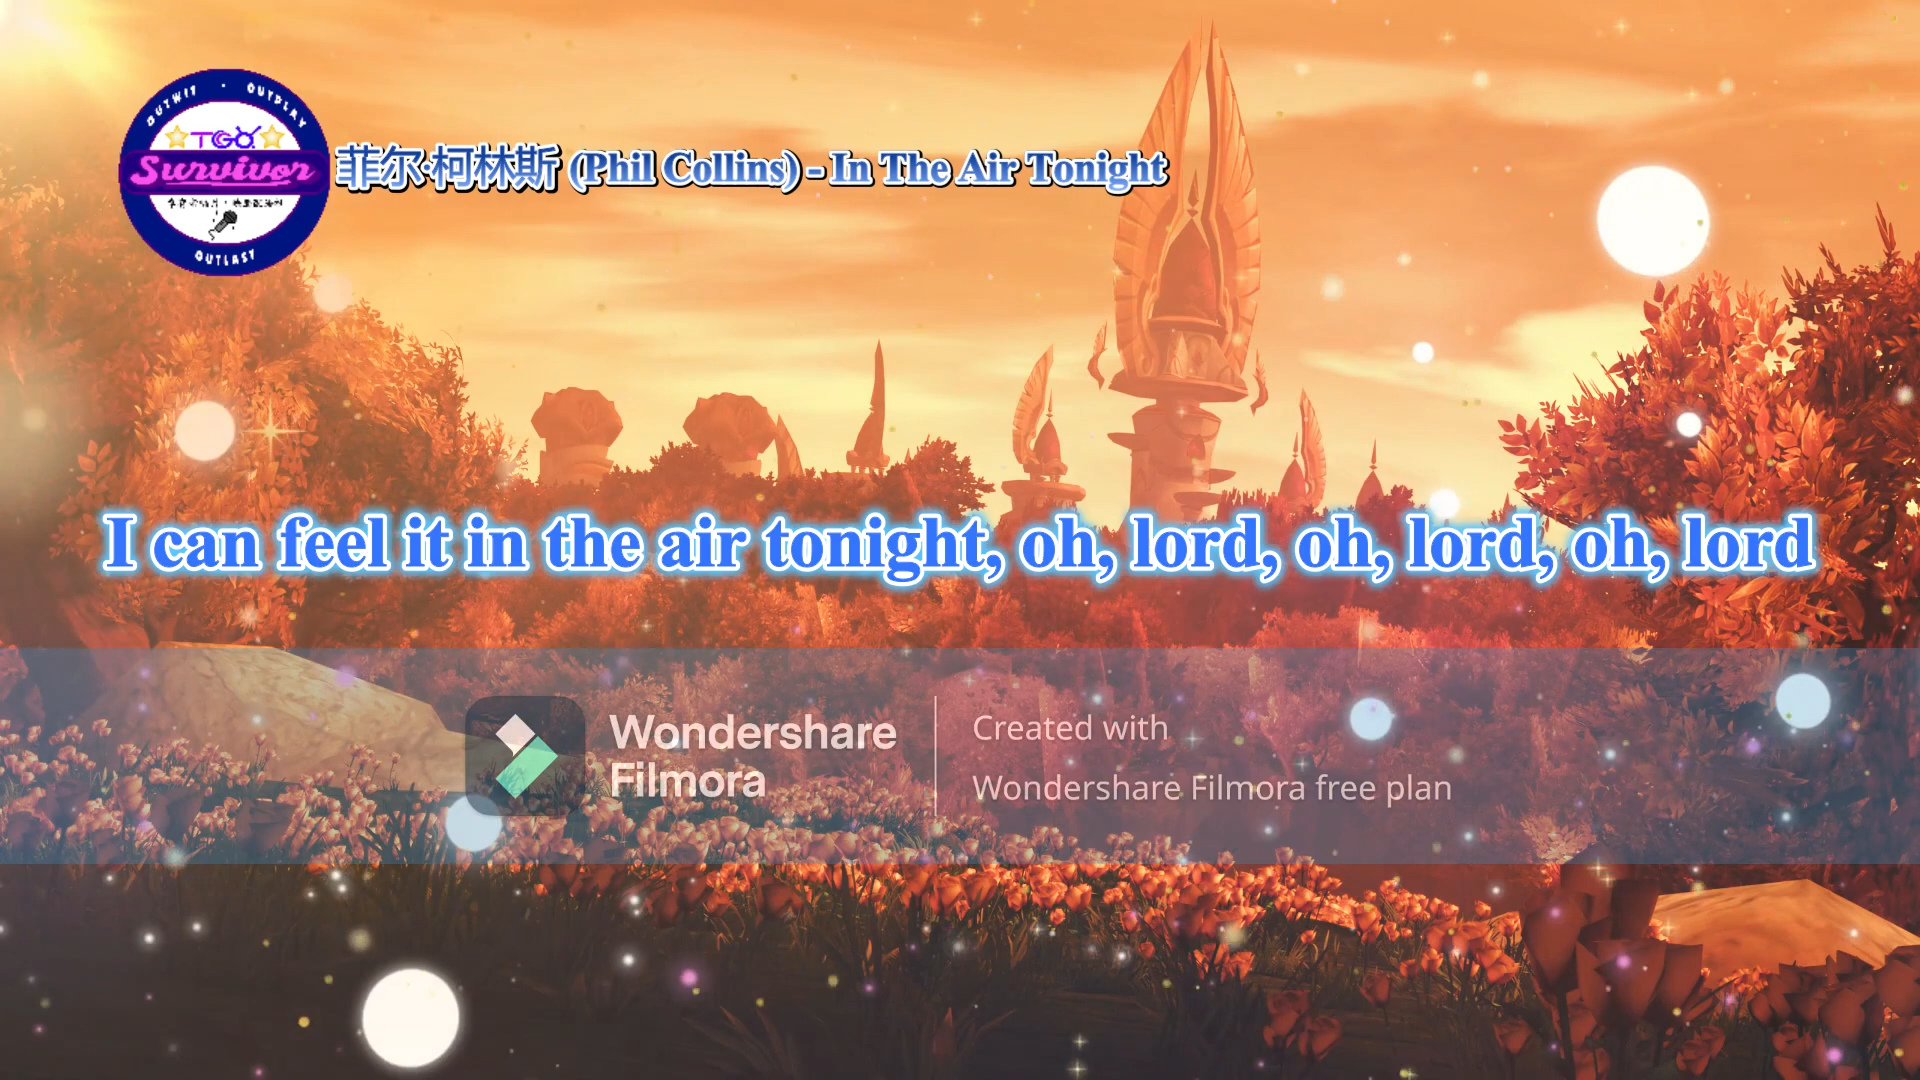 OUTWIT · OUTPLAY
TGO
Survivor
OUTLAST
菲尔·柯林斯 (Phil Collins) - In The Air Tonight
I can feel it in the air tonight, oh, lord, oh, lord, oh, lord
Wondershare
Filmora
Created with
Wondershare Filmora free plan